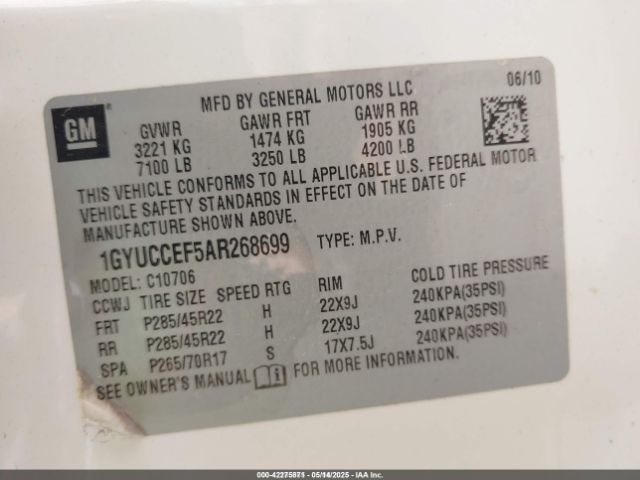 MFD BY GENERAL MOTORS LLC 06/10
GM
GVWR GAWR FRT GAWR RR
3221 KG 1474 KG 1905 KG
7100 LB 3250 LB 4200 LB
THIS VEHICLE CONFORMS TO ALL APPLICABLE U.S. FEDERAL MOTOR
VEHICLE SAFETY STANDARDS IN EFFECT ON THE DATE OF
MANUFACTURE SHOWN ABOVE.
1GYUCCEF5AR268699 TYPE: M.P.V.
MODEL: C10706
CCWJ TIRE SIZE SPEED RTG RIM COLD TIRE PRESSURE
FRT P285/45R22 H 22X9J 240KPA(35PSI)
RR P285/45R22 H 22X9J 240KPA(35PSI)
SPA P265/70R17 S 17X7.5J 240KPA(35PSI)
SEE OWNER'S MANUAL FOR MORE INFORMATION.
000-42275871 - 05/14/2025 - IAA Inc.